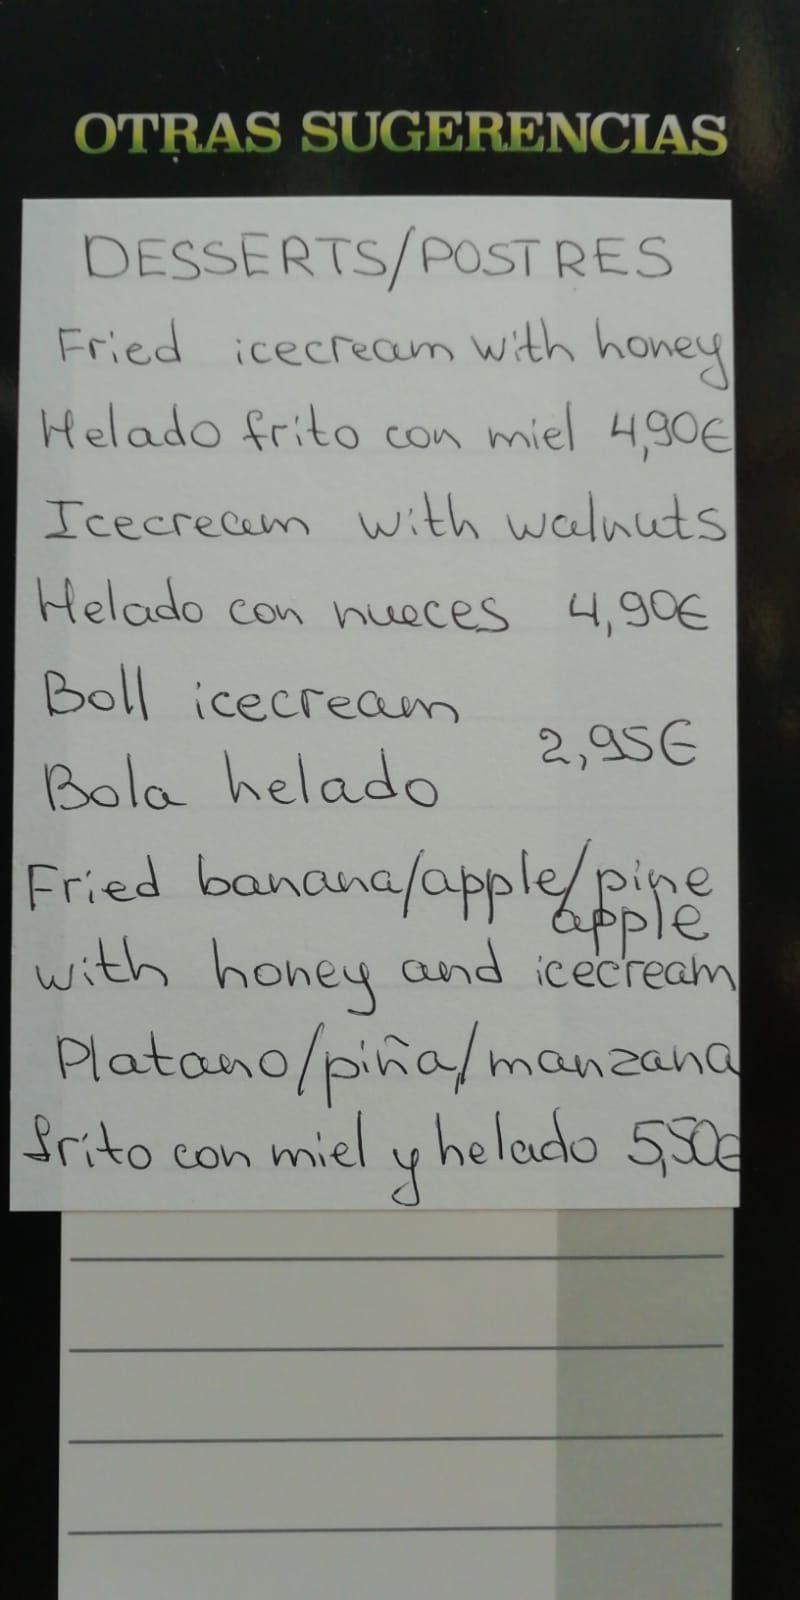 OTRAS SUGERENCIAS
DESSERTS/POSTRES
Fried icecream with honey
Helado frito con miel 4,90€
Icecream with walnuts
Helado con nueces 4,90€
Boll icecream
2,95€
Bola helado
Fried banana/apple/pine
apple
with honey and icecream
Platano/piña/manzana
frito con miel y helado 5,50€